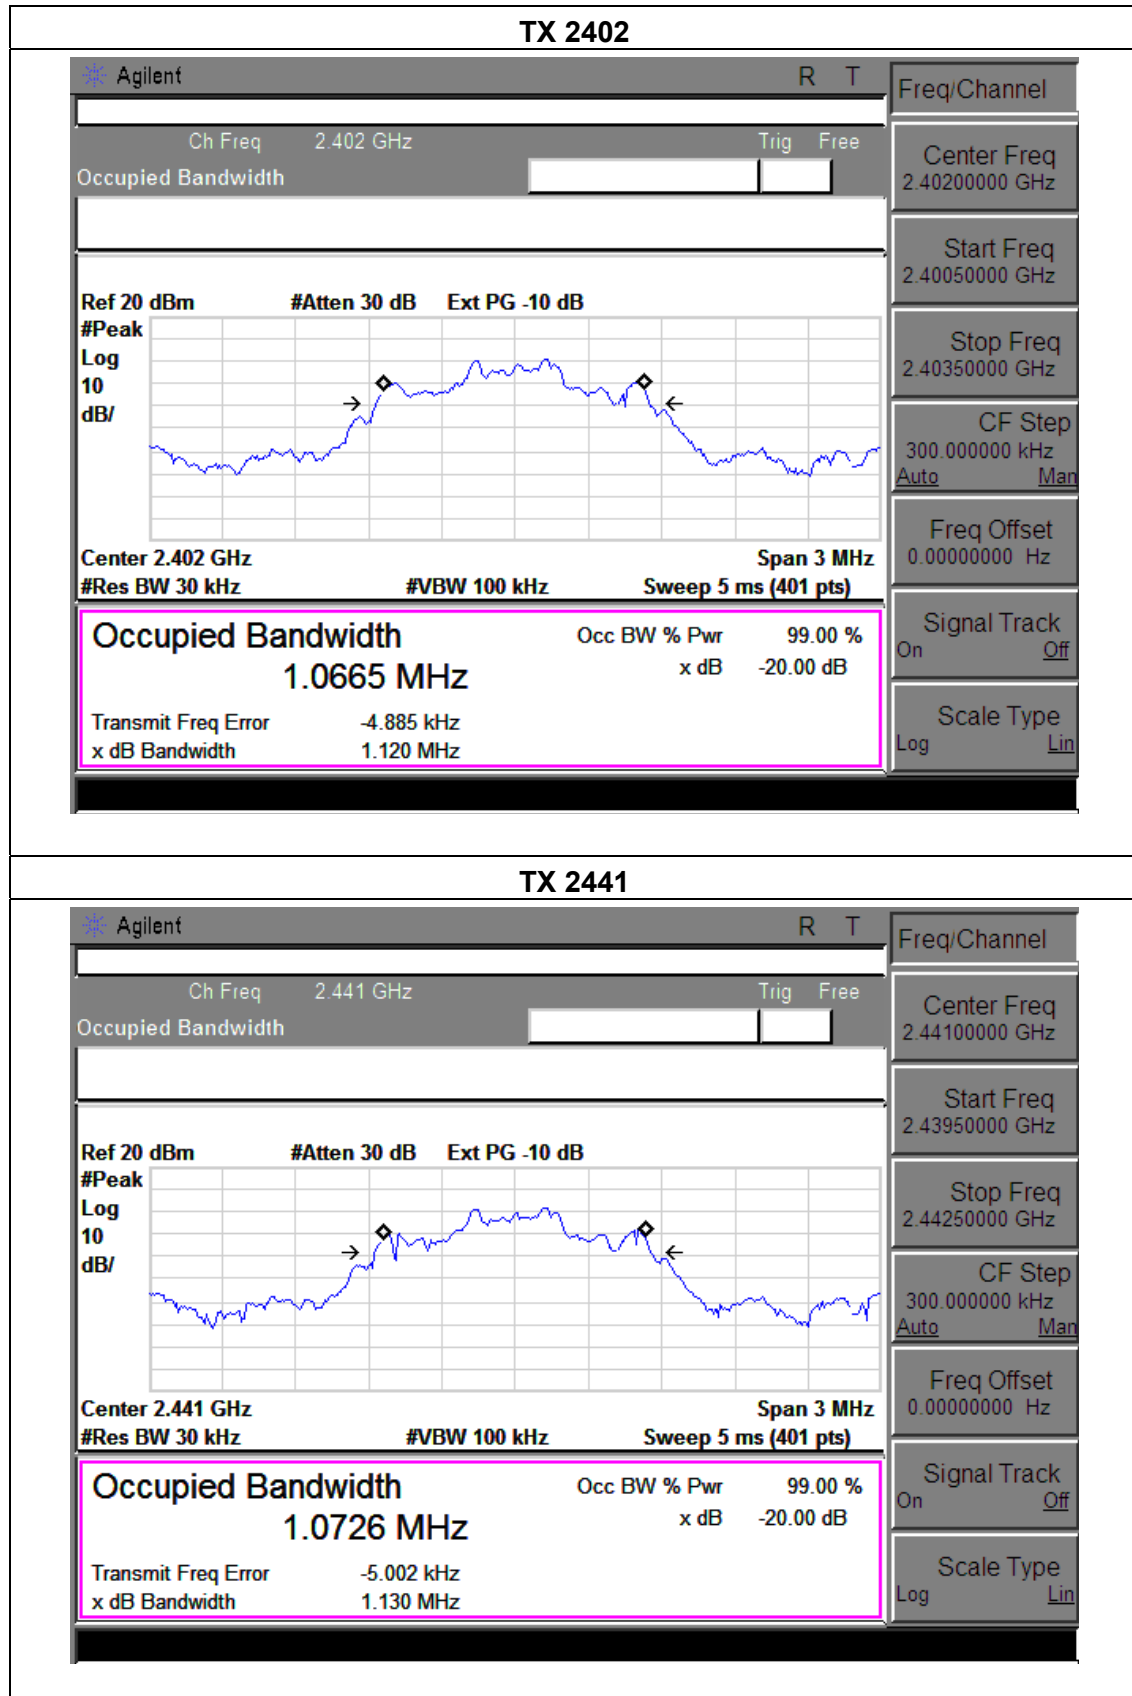 TX 2402
Agilent R T
Freq/Channel
Ch Freq 2.402 GHz Trig Free
Occupied Bandwidth
Center Freq
2.40200000 GHz
Start Freq
2.40050000 GHz
Stop Freq
2.40350000 GHz
CF Step
300.000000 kHz
Auto Man
Freq Offset
0.00000000 Hz
Signal Track
On Off
Scale Type
Log Lin
Ref 20 dBm #Atten 30 dB Ext PG -10 dB
#Peak
Log
10
dB/
Center 2.402 GHz Span 3 MHz
#Res BW 30 kHz #VBW 100 kHz Sweep 5 ms (401 pts)
Occupied Bandwidth Occ BW % Pwr 99.00 %
1.0665 MHz x dB -20.00 dB
Transmit Freq Error -4.885 kHz
x dB Bandwidth 1.120 MHz
TX 2441
Agilent R T
Freq/Channel
Ch Freq 2.441 GHz Trig Free
Occupied Bandwidth
Center Freq
2.44100000 GHz
Start Freq
2.43950000 GHz
Stop Freq
2.44250000 GHz
CF Step
300.000000 kHz
Auto Man
Freq Offset
0.00000000 Hz
Signal Track
On Off
Scale Type
Log Lin
Ref 20 dBm #Atten 30 dB Ext PG -10 dB
#Peak
Log
10
dB/
Center 2.441 GHz Span 3 MHz
#Res BW 30 kHz #VBW 100 kHz Sweep 5 ms (401 pts)
Occupied Bandwidth Occ BW % Pwr 99.00 %
1.0726 MHz x dB -20.00 dB
Transmit Freq Error -5.002 kHz
x dB Bandwidth 1.130 MHz